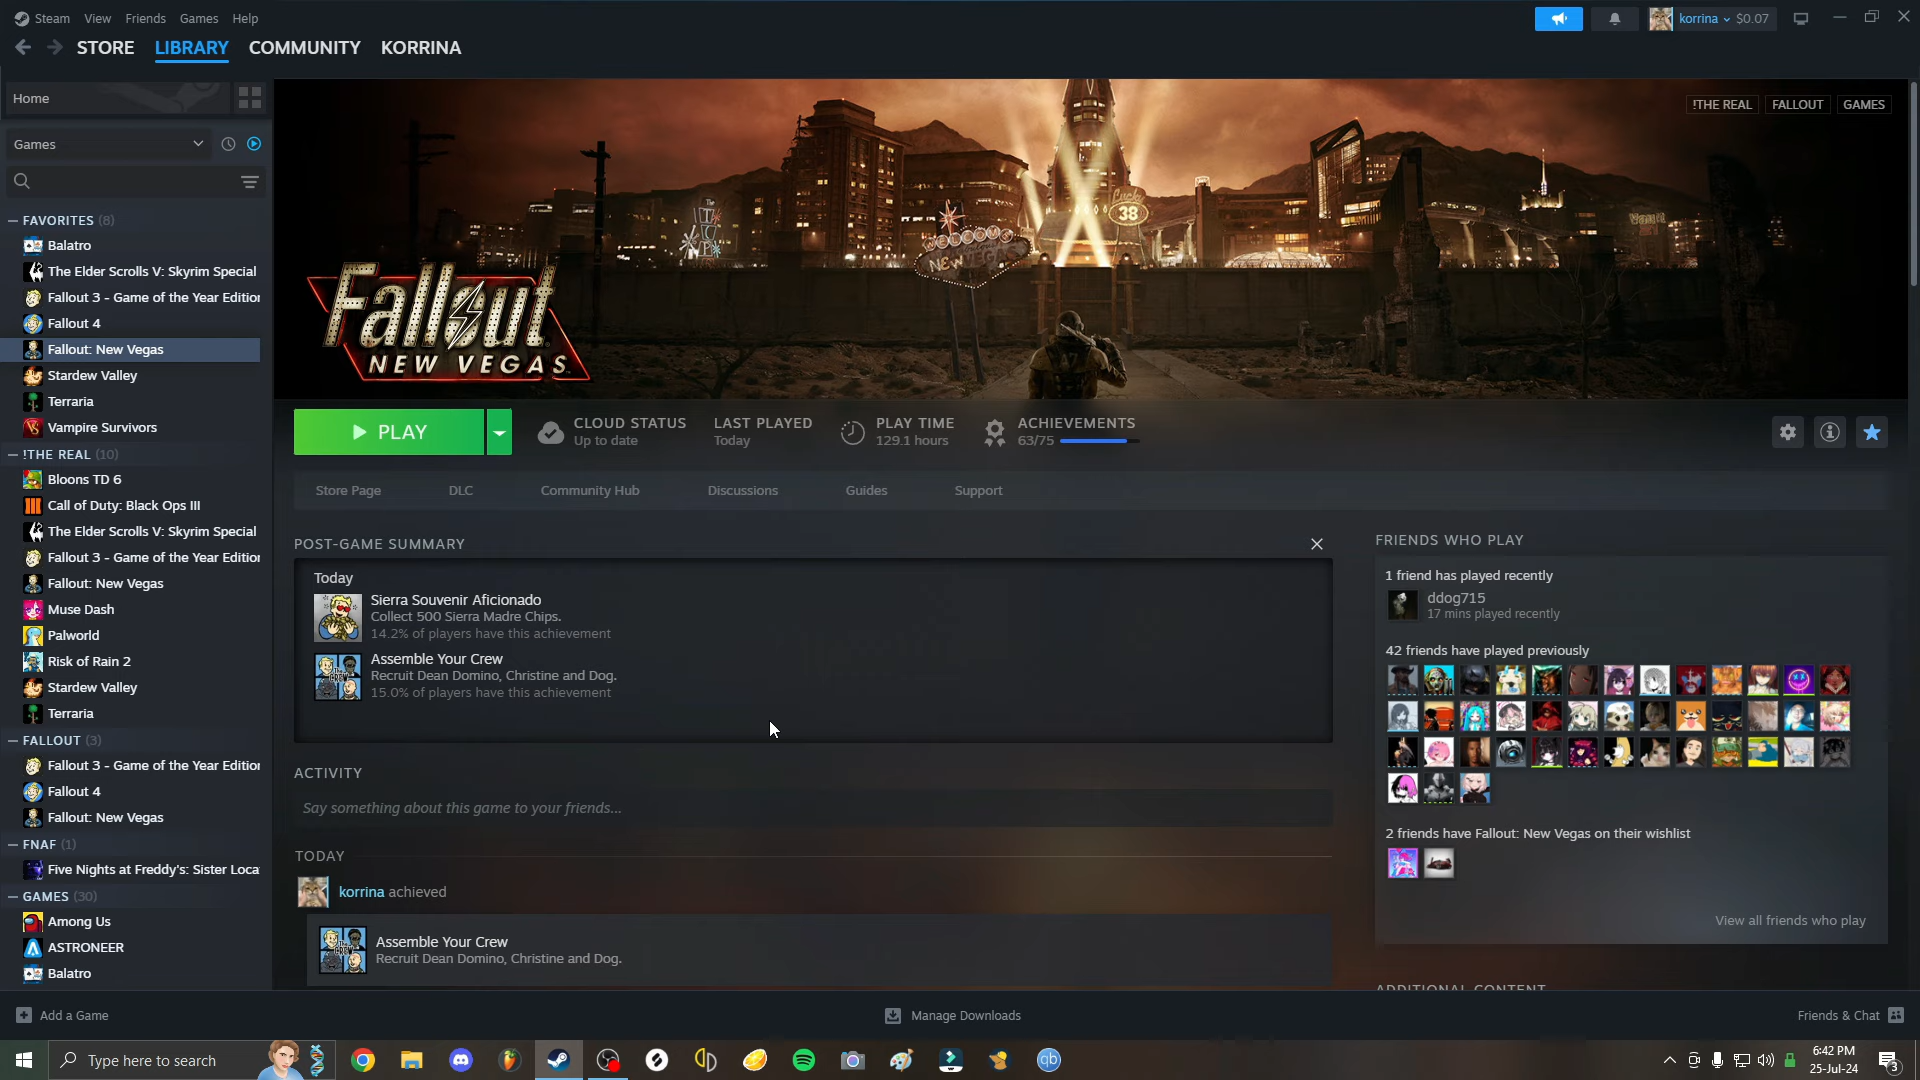 Steam View Friends Games Help
korrina $0.07
STORE LIBRARY COMMUNITY KORRINA
Home
Games
— FAVORITES (8)
Balatro
The Elder Scrolls V: Skyrim Special
Fallout 3 - Game of the Year Edition
Fallout 4
Fallout: New Vegas
Stardew Valley
Terraria
Vampire Survivors
— !THE REAL (10)
Bloons TD 6
Call of Duty: Black Ops III
The Elder Scrolls V: Skyrim Special
Fallout 3 - Game of the Year Edition
Fallout: New Vegas
Muse Dash
Palworld
Risk of Rain 2
Stardew Valley
Terraria
— FALLOUT (3)
Fallout 3 - Game of the Year Edition
Fallout 4
Fallout: New Vegas
— FNAF (1)
Five Nights at Freddy's: Sister Loca
— GAMES (30)
Among Us
ASTRONEER
Balatro
!THE REAL FALLOUT GAMES
Lucky
38
WELCOME
NEW VEGAS
Fallout
NEW VEGAS
PLAY
CLOUD STATUS
Up to date
LAST PLAYED
Today
PLAY TIME
129.1 hours
ACHIEVEMENTS
63/75
Store Page DLC Community Hub Discussions Guides Support
POST-GAME SUMMARY
Today
Sierra Souvenir Aficionado
Collect 500 Sierra Madre Chips.
14.2% of players have this achievement
Assemble Your Crew
Recruit Dean Domino, Christine and Dog.
15.0% of players have this achievement
ACTIVITY
Say something about this game to your friends...
TODAY
korrina achieved
Assemble Your Crew
Recruit Dean Domino, Christine and Dog.
FRIENDS WHO PLAY
1 friend has played recently
ddog715
17 mins played recently
42 friends have played previously
2 friends have Fallout: New Vegas on their wishlist
View all friends who play
ADDITIONAL CONTENT
Add a Game
Manage Downloads
Friends & Chat
Type here to search
qb
6:42 PM
25-Jul-24
3